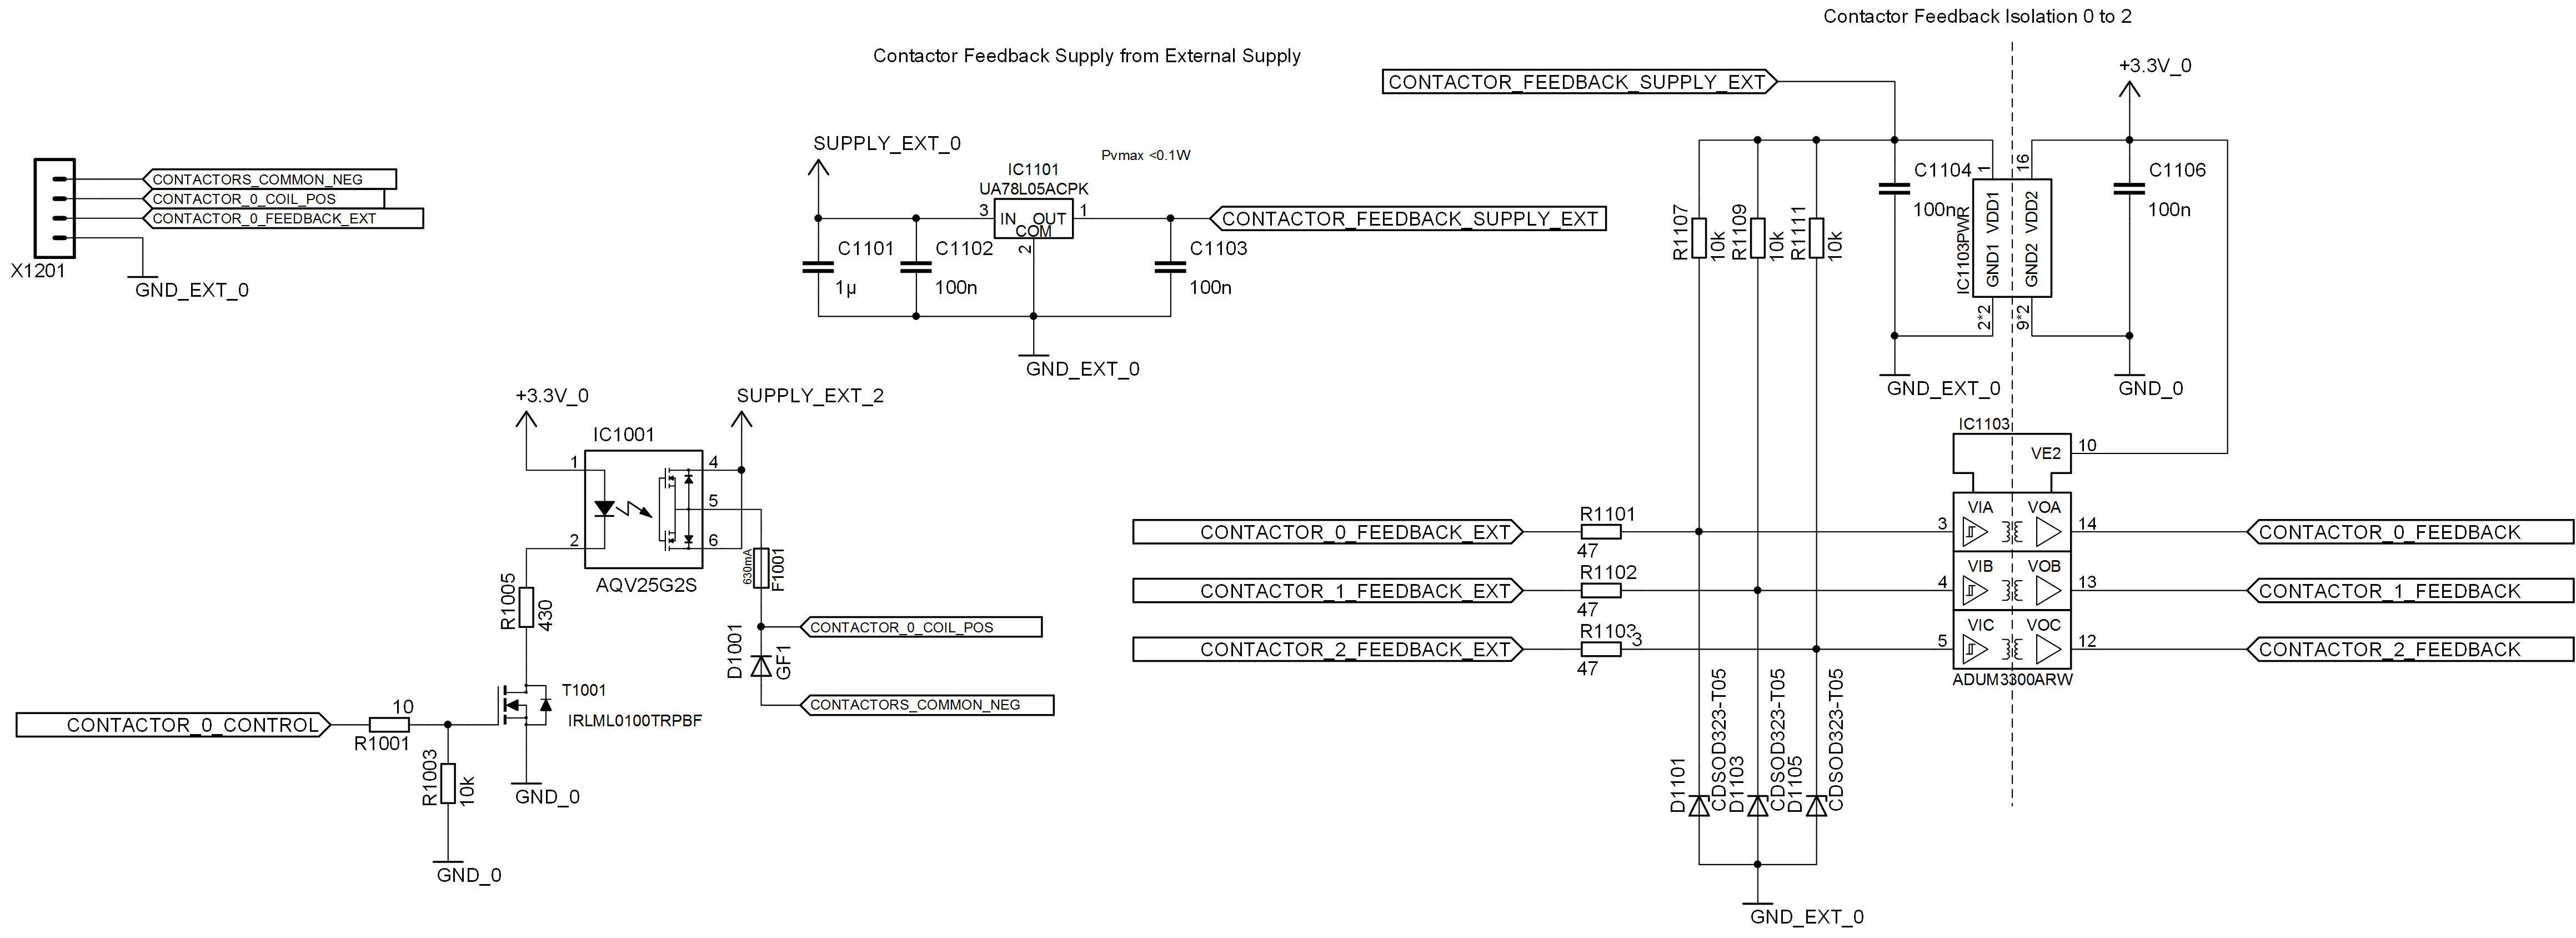 Contactor Feedback Isolation 0 to 2
Contactor Feedback Supply from External Supply
CONTACTOR_FEEDBACK_SUPPLY_EXT
+3.3V_0
SUPPLY_EXT_0
Pvmax <0.1W
IC1101
UA78L05ACPK
3
IN
OUT
COM
1
2
CONTACTOR_FEEDBACK_SUPPLY_EXT
C1101
1µ
C1102
100n
C1103
100n
GND_EXT_0
CONTACTORS_COMMON_NEG
CONTACTOR_0_COIL_POS
CONTACTOR_0_FEEDBACK_EXT
X1201
GND_EXT_0
R1107
10k
R1109
10k
R1111
10k
C1104
100n
1
16
IC1103PWR
GND1 VDD1
GND2 VDD2
2*2
9*2
C1106
100n
GND_EXT_0
GND_0
+3.3V_0
SUPPLY_EXT_2
IC1001
1
2
4
5
6
AQV25G2S
630mA
F1001
R1005
430
CONTACTOR_0_COIL_POS
D1001
GF1
CONTACTORS_COMMON_NEG
T1001
IRLML0100TRPBF
CONTACTOR_0_CONTROL
10
R1001
R1003
10k
GND_0
GND_0
IC1103
VE2
10
CONTACTOR_0_FEEDBACK_EXT
R1101
47
3
VIA
VOA
14
CONTACTOR_0_FEEDBACK
CONTACTOR_1_FEEDBACK_EXT
R1102
47
4
VIB
VOB
13
CONTACTOR_1_FEEDBACK
CONTACTOR_2_FEEDBACK_EXT
R1103
3
47
5
VIC
VOC
12
CONTACTOR_2_FEEDBACK
ADUM3300ARW
D1101
CDSOD323-T05
D1103
CDSOD323-T05
D1105
CDSOD323-T05
GND_EXT_0